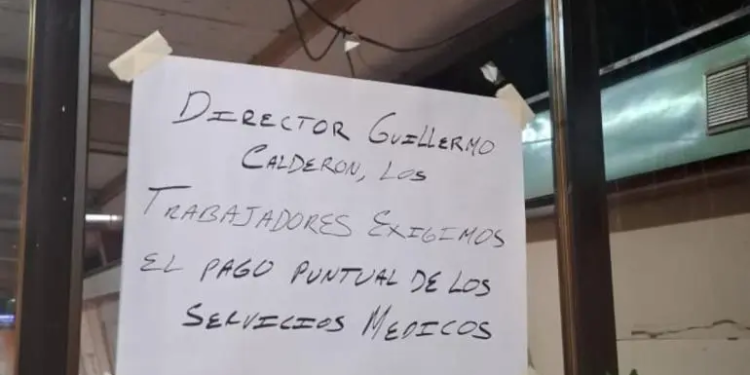 DIRECTOR GUILLERMO
CALDERON, LOS
TRABAJADORES EXIGIMOS
EL PAGO PUNTUAL DE LOS
SERVICIOS MEDICOS